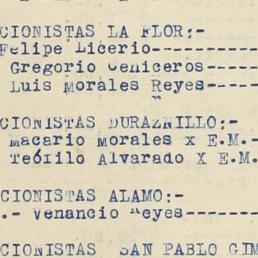 CIONISTAS LA FLOR:-
Felipe Licerio----------
Gregorio Ceniceros------
Luis Morales Reyes------
CIONISTAS DURAZNILLO:-
Macario Morales x E.M.-
Teófilo Alvarado X E.M.
CIONISTAS ALAMO:-
.- Venancio Reyes-------
CIONISTAS SAN PABLO GIM